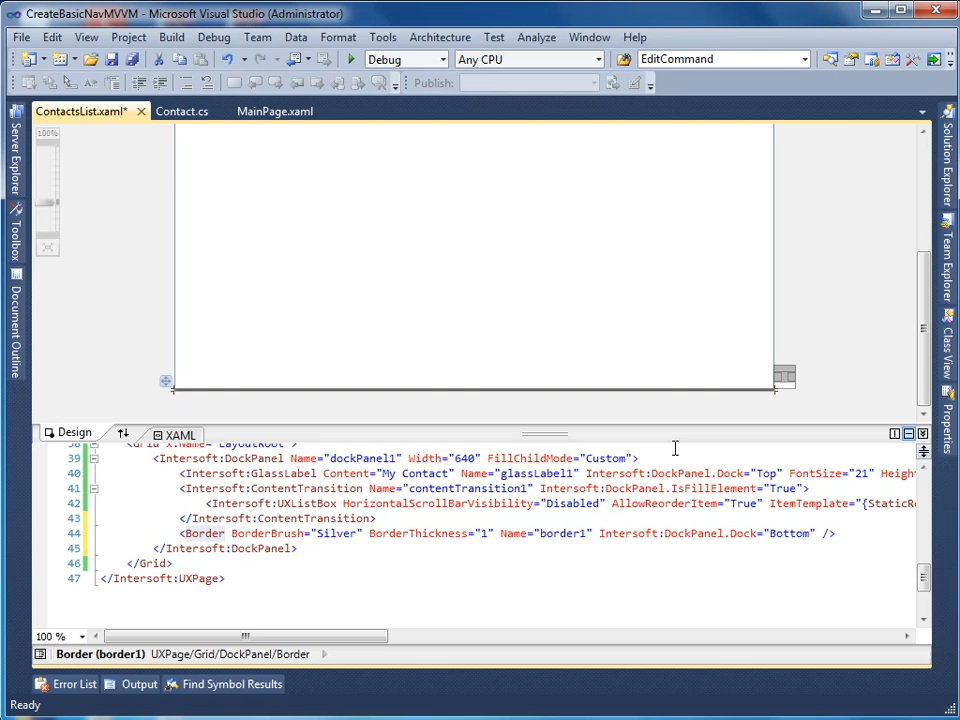 CreateBasicNavMVVM - Microsoft Visual Studio (Administrator)
File Edit View Project Build Debug Team Data Format Tools Architecture Test Analyze Window Help
Debug Any CPU EditCommand
Publish:
ContactsList.xaml* Contact.cs MainPage.xaml
100%
Server Explorer
Toolbox
Document Outline
Solution Explorer
Team Explorer
Class View
Properties
Design XAML
38 <Grid x:Name="LayoutRoot">
39 <Intersoft:DockPanel Name="dockPanel1" Width="640" FillChildMode="Custom">
40 <Intersoft:GlassLabel Content="My Contact" Name="glassLabel1" Intersoft:DockPanel.Dock="Top" FontSize="21" Heigh
41 <Intersoft:ContentTransition Name="contentTransition1" Intersoft:DockPanel.IsFillElement="True">
42 <Intersoft:UXListBox HorizontalScrollBarVisibility="Disabled" AllowReorderItem="True" ItemTemplate="{StaticRe
43 </Intersoft:ContentTransition>
44 <Border BorderBrush="Silver" BorderThickness="1" Name="border1" Intersoft:DockPanel.Dock="Bottom" />
45 </Intersoft:DockPanel>
46 </Grid>
47 </Intersoft:UXPage>
100 %
Border (border1) UXPage/Grid/DockPanel/Border
Error List Output Find Symbol Results
Ready